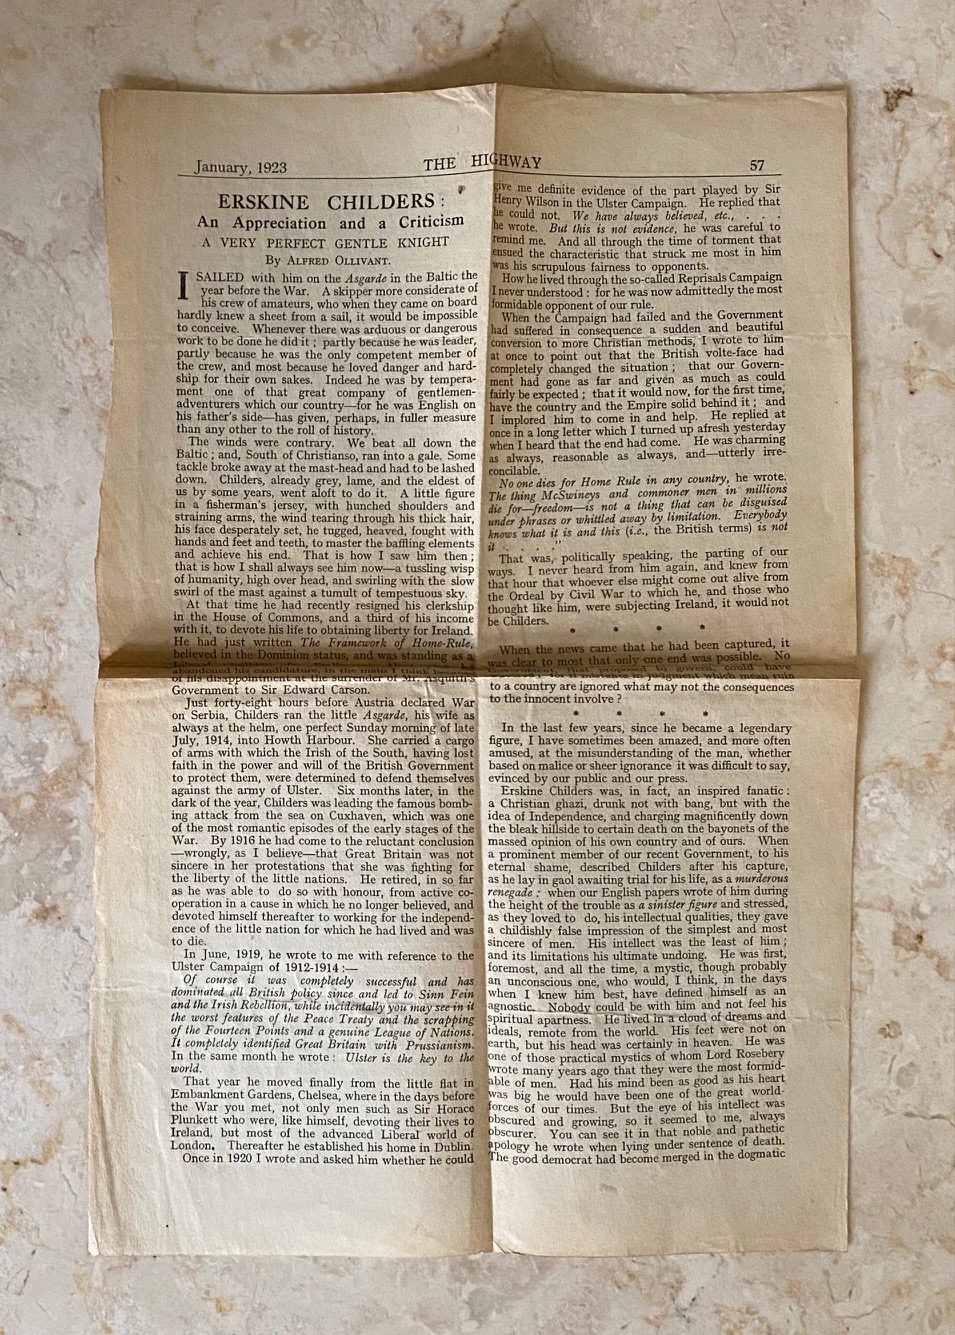 January, 1923
THE HIGHWAY
57
ERSKINE CHILDERS:
An Appreciation and a Criticism
A VERY PERFECT GENTLE KNIGHT
By ALFRED OLLIVANT.
I SAILED with him on the Asgarde in the Baltic the
year before the War. A skipper more considerate of
his crew of amateurs, who when they came on board
hardly knew a sheet from a sail, it would be impossible
to conceive. Whenever there was arduous or dangerous
work to be done he did it; partly because he was leader,
partly because he was the only competent member of
the crew, and most because he loved danger and hard-
ship for their own sakes. Indeed he was by tempera-
ment one of that great company of gentlemen-
adventurers which our country—for he was English on
his father's side—has given, perhaps, in fuller measure
than any other to the roll of history.
The winds were contrary. We beat all down the
Baltic; and, South of Christianso, ran into a gale. Some
tackle broke away at the mast-head and had to be lashed
down. Childers, already grey, lame, and the eldest of
us by some years, went aloft to do it. A little figure
in a fisherman's jersey, with hunched shoulders and
straining arms, the wind tearing through his thick hair,
his face desperately set, he tugged, heaved, fought with
hands and feet and teeth, to master the baffling elements
and achieve his end. That is how I saw him then;
that is how I shall always see him now—a tussling wisp
of humanity, high over head, and swirling with the slow
swirl of the mast against a tumult of tempestuous sky.
At that time he had recently resigned his clerkship
in the House of Commons, and a third of his income
with it, to devote his life to obtaining liberty for Ireland.
He had just written The Framework of Home-Rule,
believed in the Dominion status, and was standing as a
abandoned his candidature, in the main I think because
of his disappointment at the surrender of Mr. Asquith's
Government to Sir Edward Carson.
Just forty-eight hours before Austria declared War
on Serbia, Childers ran the little Asgarde, his wife as
always at the helm, one perfect Sunday morning of late
July, 1914, into Howth Harbour. She carried a cargo
of arms with which the Irish of the South, having lost
faith in the power and will of the British Government
to protect them, were determined to defend themselves
against the army of Ulster. Six months later, in the
dark of the year, Childers was leading the famous bomb-
ing attack from the sea on Cuxhaven, which was one
of the most romantic episodes of the early stages of the
War. By 1916 he had come to the reluctant conclusion
—wrongly, as I believe—that Great Britain was not
sincere in her protestations that she was fighting for
the liberty of the little nations. He retired, in so far
as he was able to do so with honour, from active co-
operation in a cause in which he no longer believed, and
devoted himself thereafter to working for the independ-
ence of the little nation for which he had lived and was
to die.
In June, 1919, he wrote to me with reference to the
Ulster Campaign of 1912-1914:—
Of course it was completely successful and has
dominated all British policy since and led to Sinn Fein
and the Irish Rebellion, while incidentally you may see in it
the worst features of the Peace Treaty and the scrapping
of the Fourteen Points and a genuine League of Nations.
It completely identified Great Britain with Prussianism.
In the same month he wrote: Ulster is the key to the
world.
That year he moved finally from the little flat in
Embankment Gardens, Chelsea, where in the days before
the War you met, not only men such as Sir Horace
Plunkett who were, like himself, devoting their lives to
Ireland, but most of the advanced Liberal world of
London. Thereafter he established his home in Dublin.
Once in 1920 I wrote and asked him whether he could
give me definite evidence of the part played by Sir
Henry Wilson in the Ulster Campaign. He replied that
he could not. We have always believed, etc., . . .
he wrote. But this is not evidence, he was careful to
remind me. And all through the time of torment that
ensued the characteristic that struck me most in him
was his scrupulous fairness to opponents.
How he lived through the so-called Reprisals Campaign
I never understood: for he was now admittedly the most
formidable opponent of our rule.
When the Campaign had failed and the Government
had suffered in consequence a sudden and beautiful
conversion to more Christian methods, I wrote to him
at once to point out that the British volte-face had
completely changed the situation; that our Govern-
ment had gone as far and given as much as could
fairly be expected; that it would now, for the first time,
have the country and the Empire solid behind it; and
I implored him to come in and help. He replied at
once in a long letter which I turned up afresh yesterday
when I heard that the end had come. He was charming
as always, reasonable as always, and—utterly irre-
concilable.
No one dies for Home Rule in any country, he wrote.
The thing McSwineys and commoner men in millions
die for—freedom—is not a thing that can be disguised
under phrases or whittled away by limitation. Everybody
knows what it is and this (i.e., the British terms) is not
it . . . . ."
That was, politically speaking, the parting of our
ways. I never heard from him again, and knew from
that hour that whoever else might come out alive from
the Ordeal by Civil War to which he, and those who
thought like him, were subjecting Ireland, it would not
be Childers.
* * * *
When the news came that he had been captured, it
was clear to most that only one end was possible. No
Government that proposes to govern, could have
for if mistakes in judgment which mean ruin
to a country are ignored what may not the consequences
to the innocent involve?
* * * *
In the last few years, since he became a legendary
figure, I have sometimes been amazed, and more often
amused, at the misunderstanding of the man, whether
based on malice or sheer ignorance it was difficult to say,
evinced by our public and our press.
Erskine Childers was, in fact, an inspired fanatic:
a Christian ghazi, drunk not with bang, but with the
idea of Independence, and charging magnificently down
the bleak hillside to certain death on the bayonets of the
massed opinion of his own country and of ours. When
a prominent member of our recent Government, to his
eternal shame, described Childers after his capture,
as he lay in gaol awaiting trial for his life, as a murderous
renegade: when our English papers wrote of him during
the height of the trouble as a sinister figure and stressed,
as they loved to do, his intellectual qualities, they gave
a childishly false impression of the simplest and most
sincere of men. His intellect was the least of him;
and its limitations his ultimate undoing. He was first,
foremost, and all the time, a mystic, though probably
an unconscious one, who would, I think, in the days
when I knew him best, have defined himself as an
agnostic. Nobody could be with him and not feel his
spiritual apartness. He lived in a cloud of dreams and
ideals, remote from the world. His feet were not on
earth, but his head was certainly in heaven. He was
one of those practical mystics of whom Lord Rosebery
wrote many years ago that they were the most formid-
able of men. Had his mind been as good as his heart
was big he would have been one of the great world-
forces of our times. But the eye of his intellect was
obscured and growing, so it seemed to me, always
obscurer. You can see it in that noble and pathetic
apology he wrote when lying under sentence of death.
The good democrat had become merged in the dogmatic